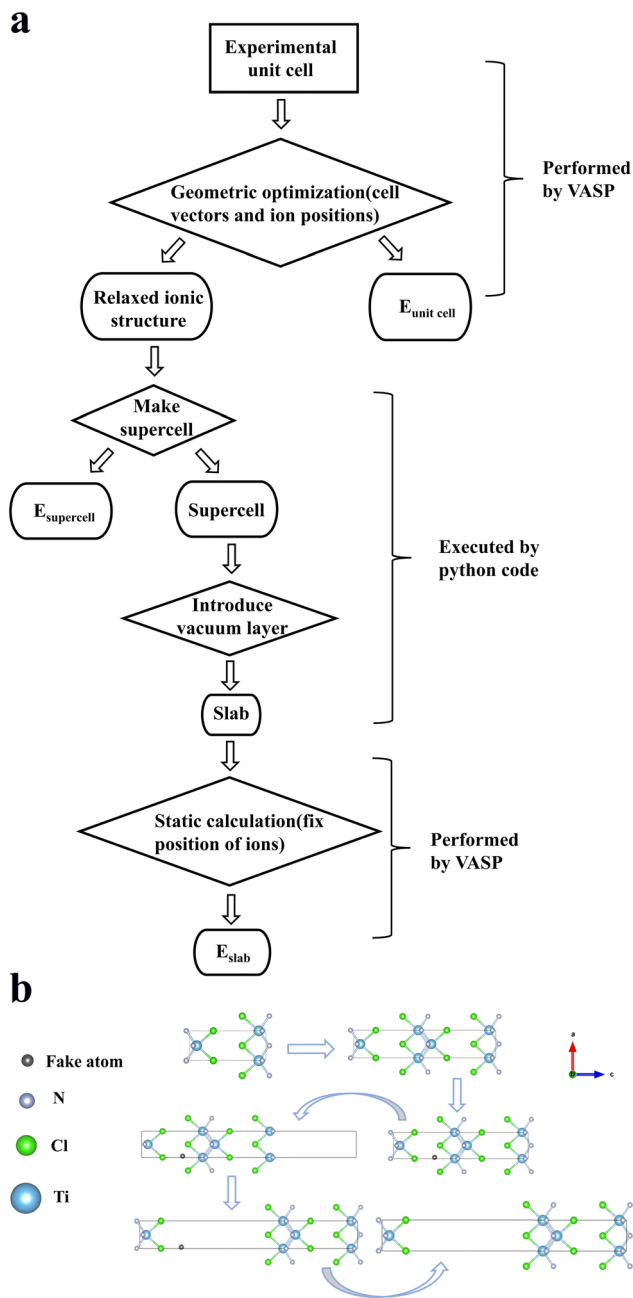 a
Experimental
unit cell
Geometric optimization(cell
vectors and ion positions)
Performed
by VASP
Relaxed ionic
structure
Eunit cell
Make
supercell
Esupercell
Supercell
Executed by
python code
Introduce
vacuum layer
Slab
Static calculation(fix
position of ions)
Performed
by VASP
Eslab
b
Fake atom
N
Cl
Ti
a
b
c